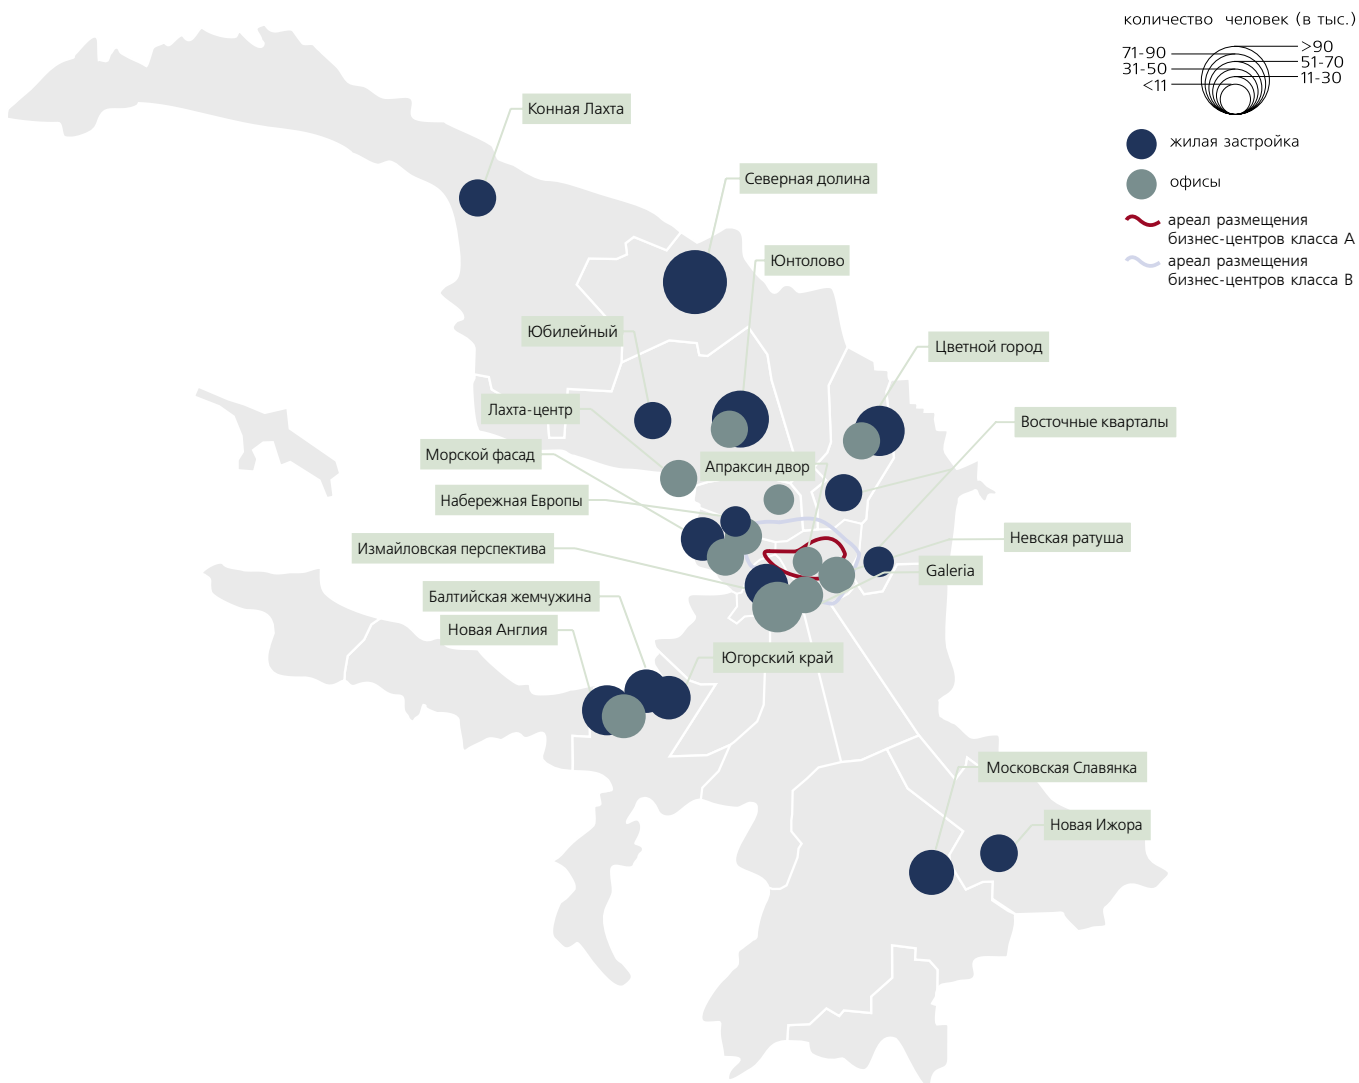 количество человек (в тыс.)
71-90
31-50
<11
>90
51-70
11-30
жилая застройка
офисы
ареал размещения
бизнес-центров класса А
ареал размещения
бизнес-центров класса В
Конная Лахта
Северная долина
Юнтолово
Юбилейный
Цветной город
Лахта-центр
Восточные кварталы
Морской фасад
Апраксин двор
Набережная Европы
Невская ратуша
Измайловская перспектива
Galeria
Балтийская жемчужина
Новая Англия
Югорский край
Московская Славянка
Новая Ижора